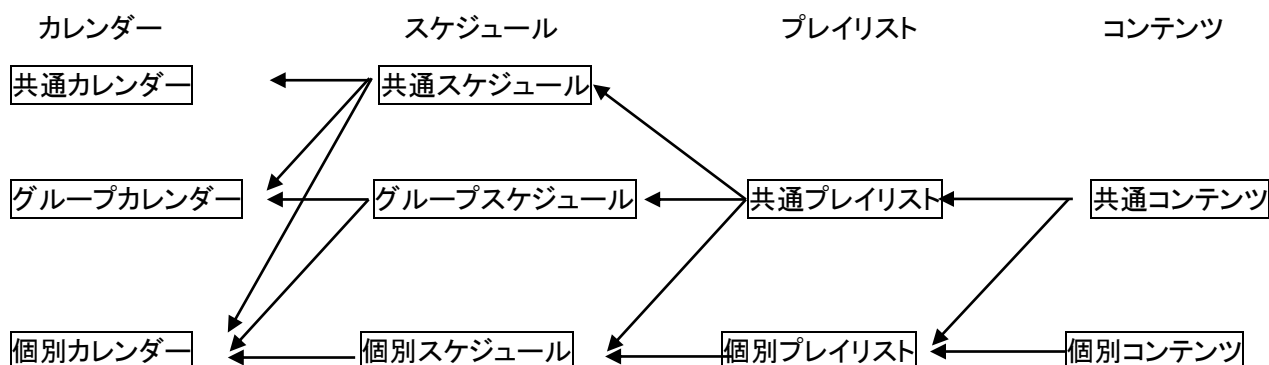 カレンダー スケジュール プレイリスト コンテンツ
共通カレンダー 共通スケジュール
グループカレンダー グループスケジュール 共通プレイリスト 共通コンテンツ
個別カレンダー 個別スケジュール 個別プレイリスト 個別コンテンツ